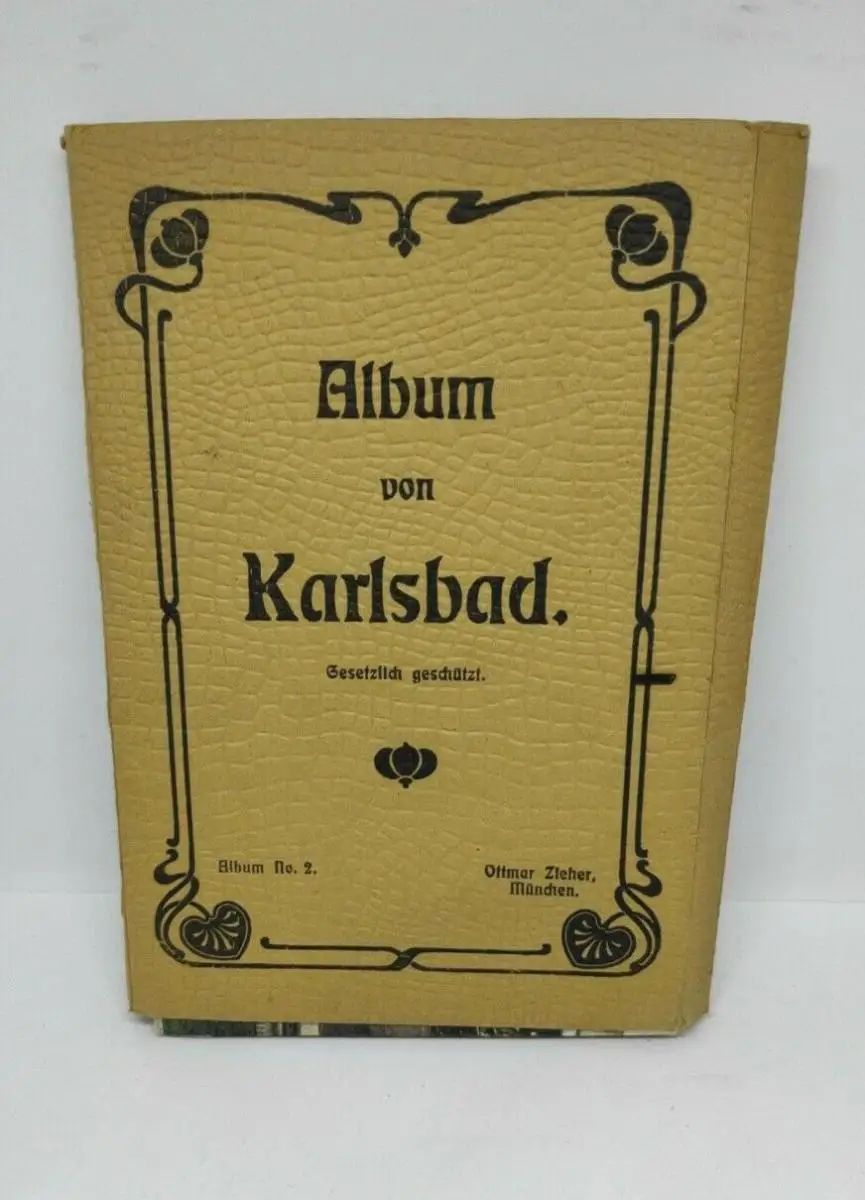 Album
von
Karlsbad.
Gesetzlich geschützt.
Album No. 2.
Ottmar Zieher,
München.